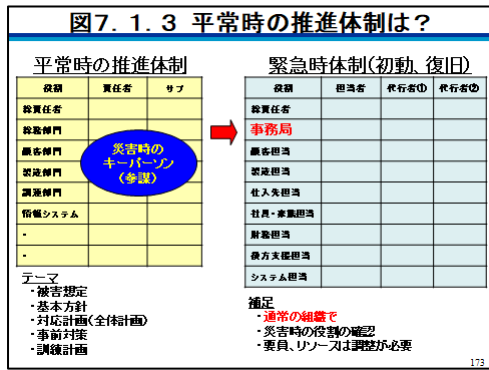 図7.1.3 平常時の推進体制は?
平常時の推進体制
役割 責任者 サブ
総責任者
総務部門
顧客部門
製造部門
調達部門
情報システム
・
・
災害時の
キーパーソン
(参謀)
テーマ
・被害想定
・基本方針
・対応計画(全体計画)
・事前対策
・訓練計画
緊急時体制(初動、復旧)
役割 担当者 代行者① 代行者②
総責任者
事務局
顧客担当
製造担当
仕入先担当
社員・家族担当
財務担当
後方支援担当
システム担当
補足
・通常の組織で
・災害時の役割の確認
・要員、リソースは調整が必要
173